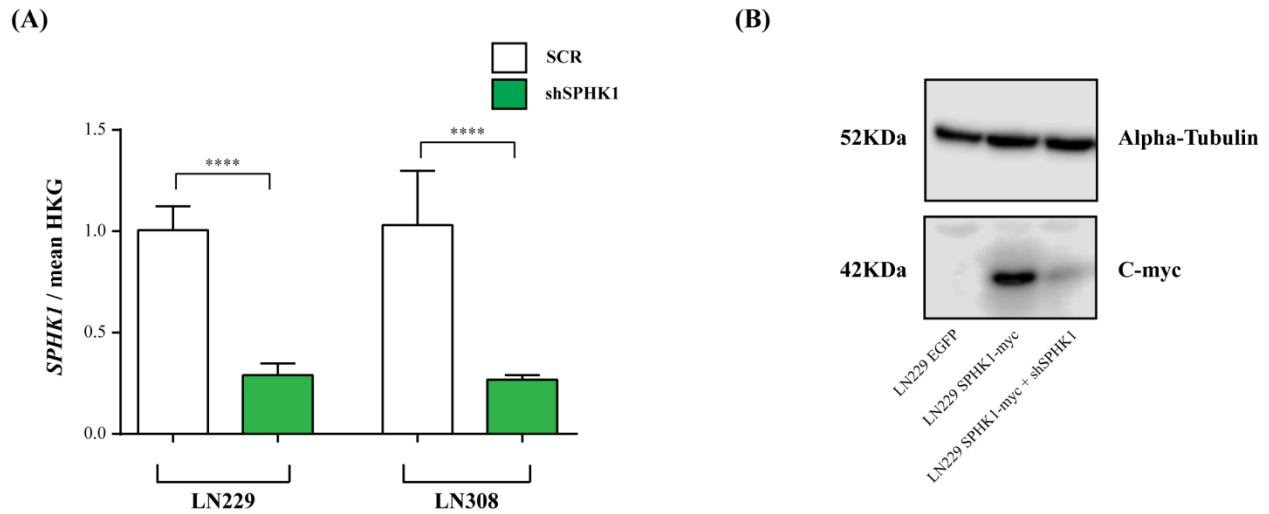 (A)
SCR
shSPHK1
SPHK1 / mean HKG
1.5
1.0
0.5
0.0
****
****
LN229
LN308
(B)
52KDa
Alpha-Tubulin
42KDa
C-myc
LN229 EGFP
LN229 SPHK1-myc
LN229 SPHK1-myc + shSPHK1